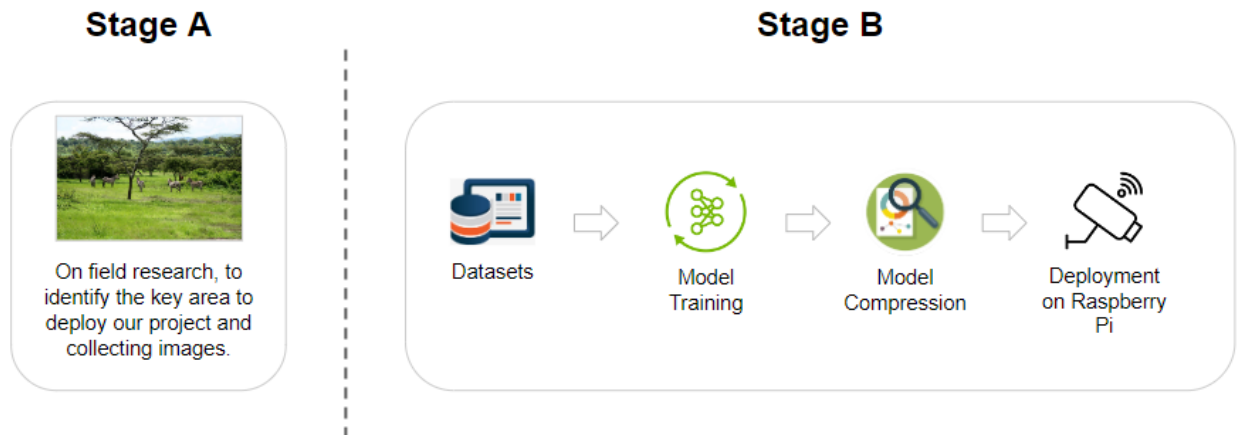 Stage A
On field research, to
identify the key area to
deploy our project and
collecting images.
Stage B
Datasets
Model
Training
Model
Compression
Deployment
on Raspberry
Pi